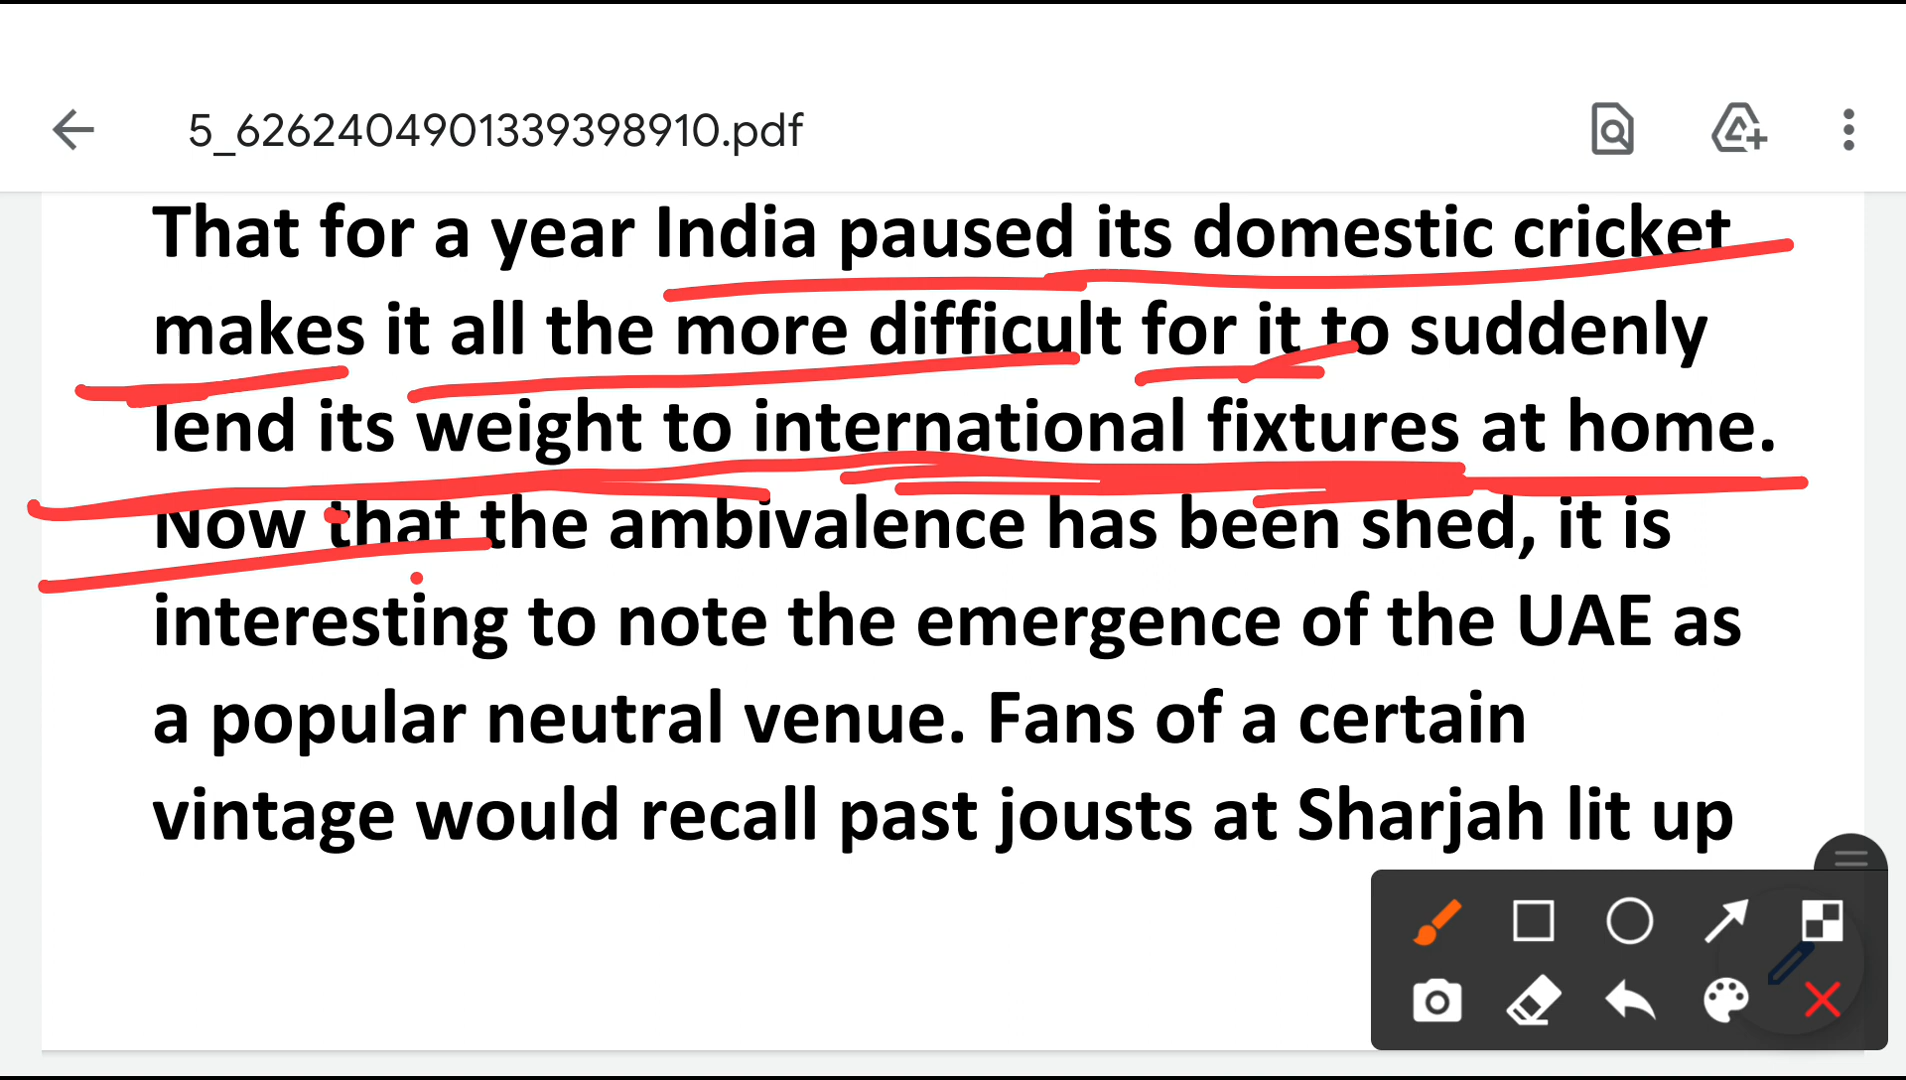 5_6262404901339398910.pdf
That for a year India paused its domestic cricket
makes it all the more difficult for it to suddenly
lend its weight to international fixtures at home.
Now that the ambivalence has been shed, it is
interesting to note the emergence of the UAE as
a popular neutral venue. Fans of a certain
vintage would recall past jousts at Sharjah lit up